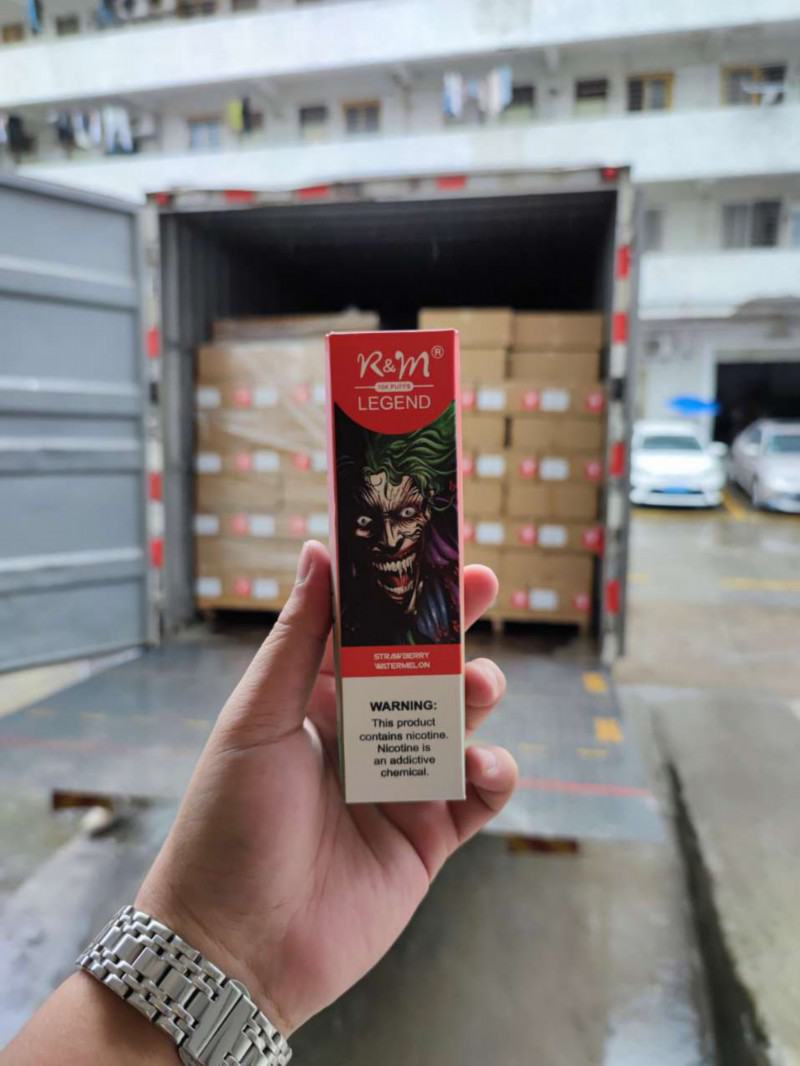 R&M®
10K PUFFS
LEGEND
STRAWBERRY
WATERMELON
WARNING:
This product
contains nicotine.
Nicotine is
an addictive
chemical.